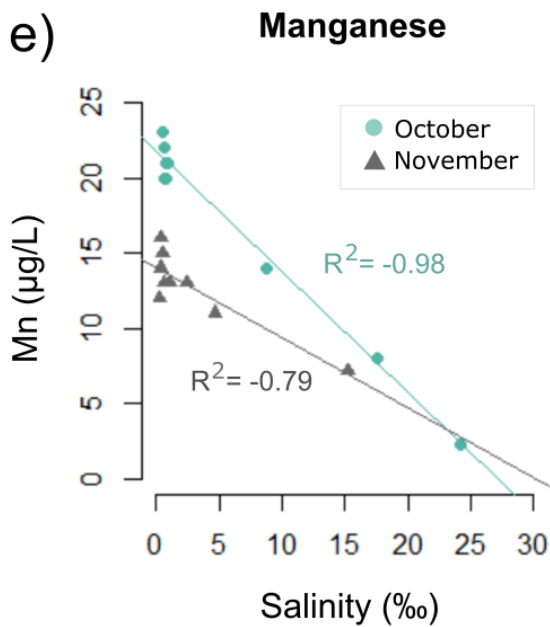 e)
Manganese
October
November
Mn (µg/L)
25
20
15
10
5
0
R²= -0.98
R²= -0.79
0 5 10 15 20 25 30
Salinity (‰)